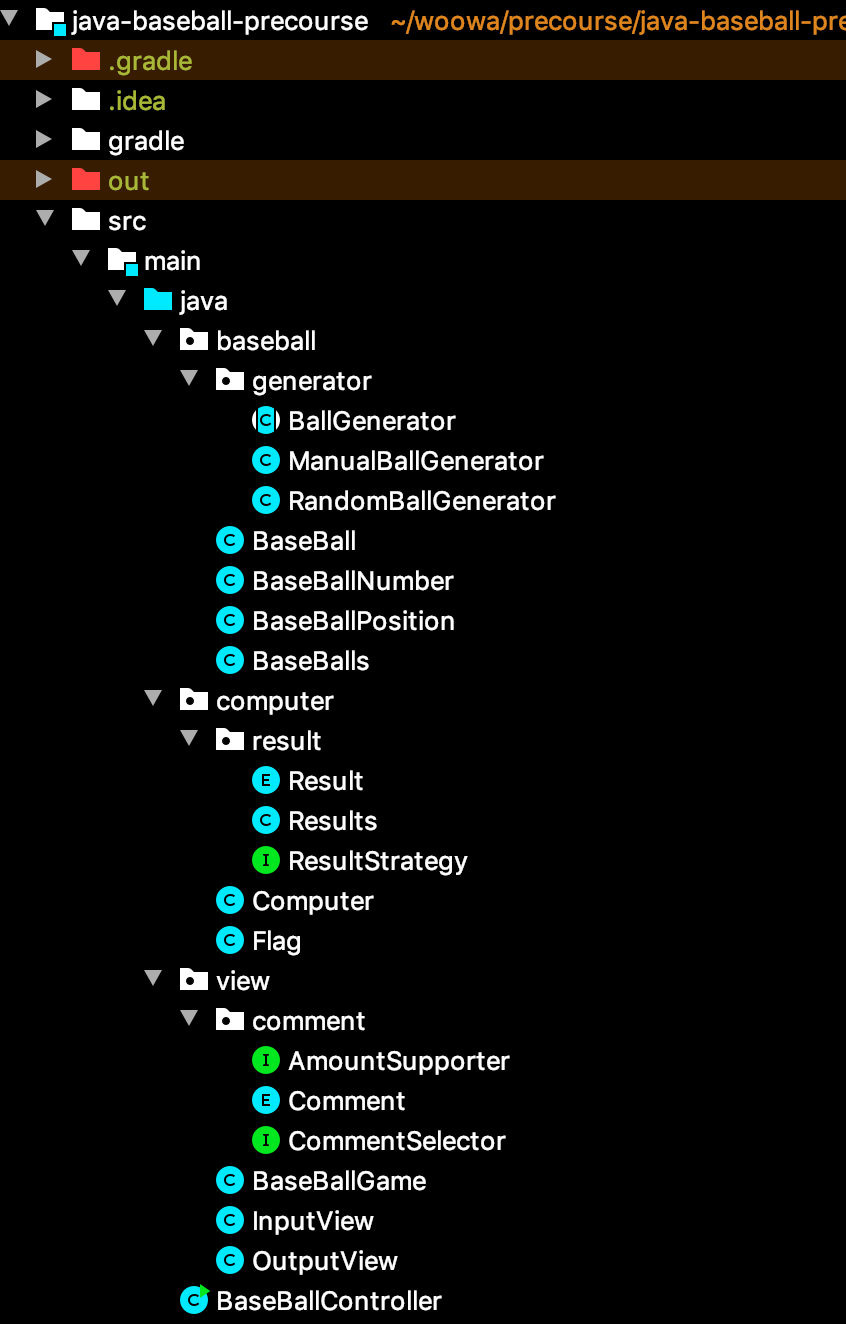 java-baseball-precourse ~/woowa/precourse/java-baseball-pre
.gradle
.idea
gradle
out
src
main
java
baseball
generator
BallGenerator
ManualBallGenerator
RandomBallGenerator
BaseBall
BaseBallNumber
BaseBallPosition
BaseBalls
computer
result
Result
Results
ResultStrategy
Computer
Flag
view
comment
AmountSupporter
Comment
CommentSelector
BaseBallGame
InputView
OutputView
BaseBallController